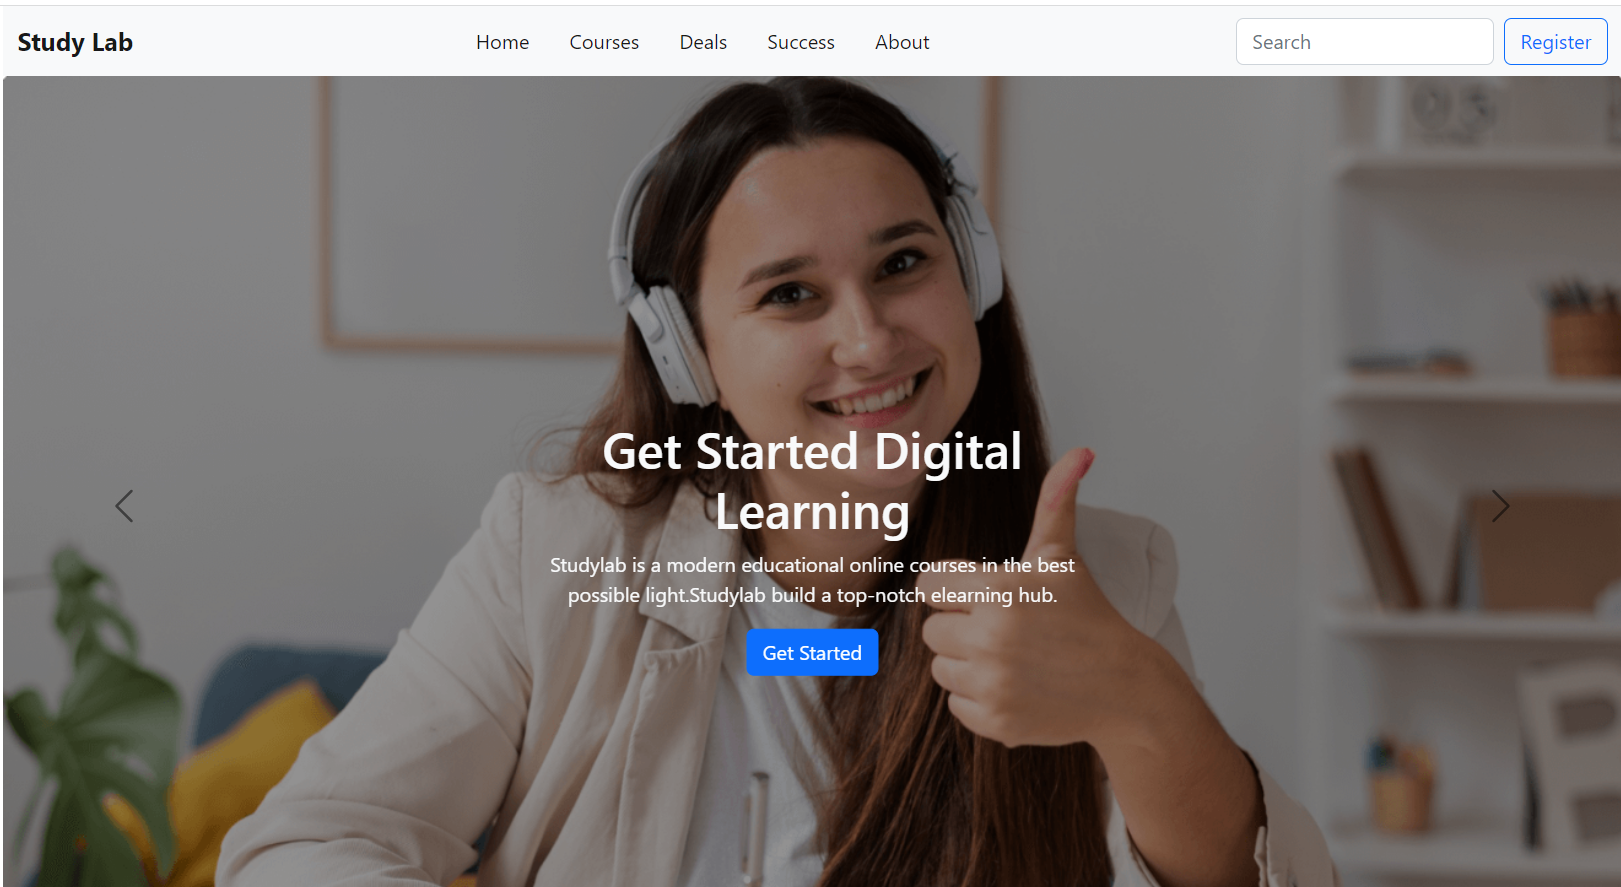 Study Lab
Home Courses Deals Success About
Search
Register
Get Started Digital
Learning
Studylab is a modern educational online courses in the best
possible light.Studylab build a top-notch elearning hub.
Get Started